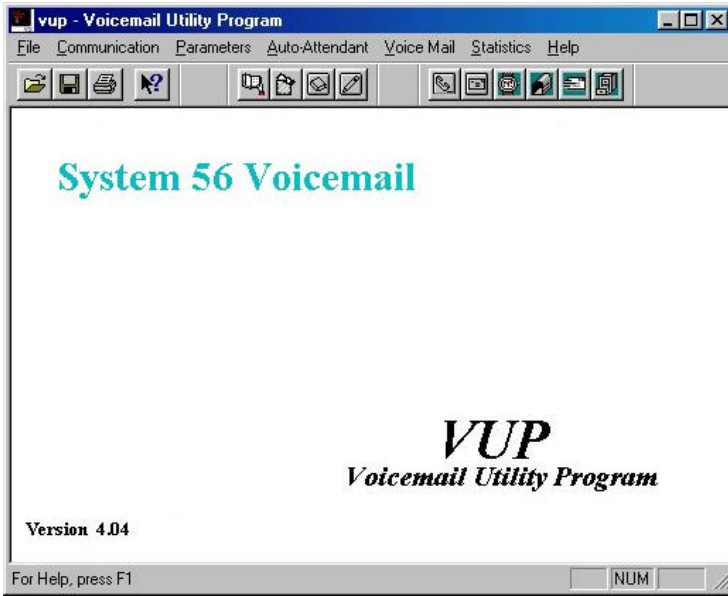 vup - Voicemail Utility Program
File Communication Parameters Auto-Attendant Voice Mail Statistics Help
System 56 Voicemail
VUP
Voicemail Utility Program
Version 4.04
For Help, press F1 NUM